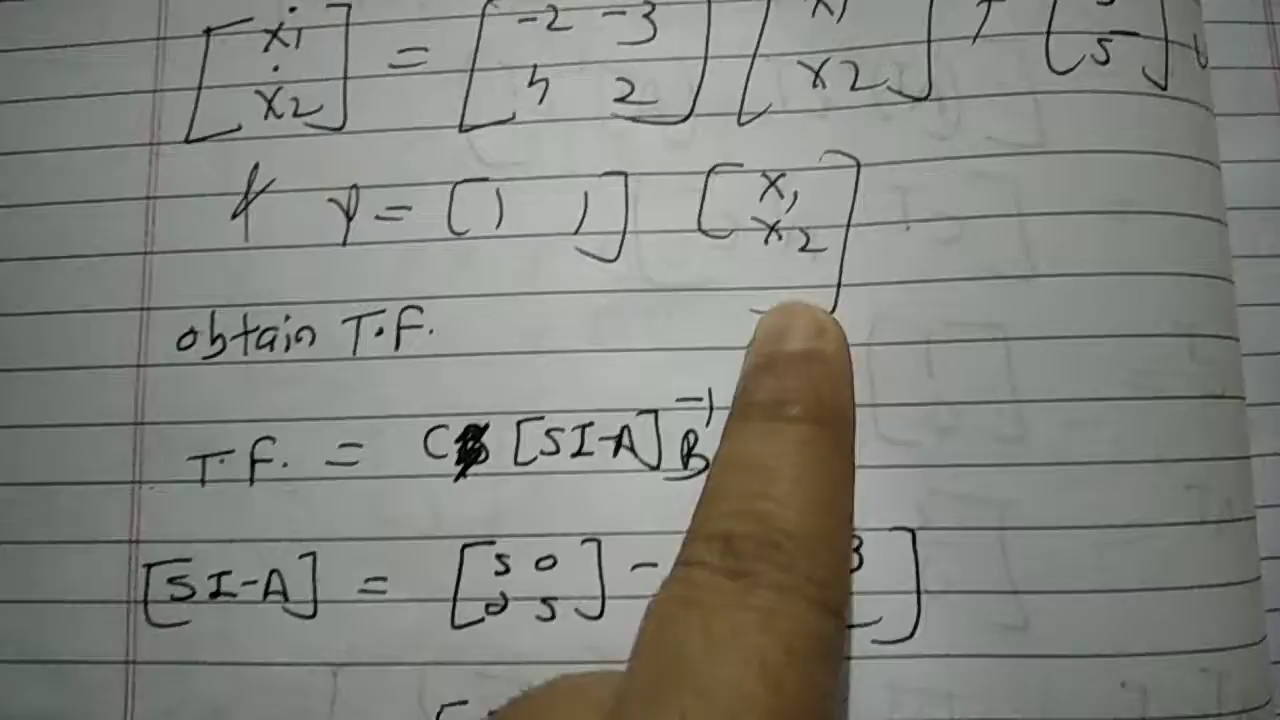 [ẋ1 ẋ2] = [-2 -3 4 2] [x1 x2] + [5]
& y = [1 1] [x1 x2]
obtain T.F.
T.F. = C [SI-A]^-1 B
[SI-A] = [s 0 0 s] - [3]